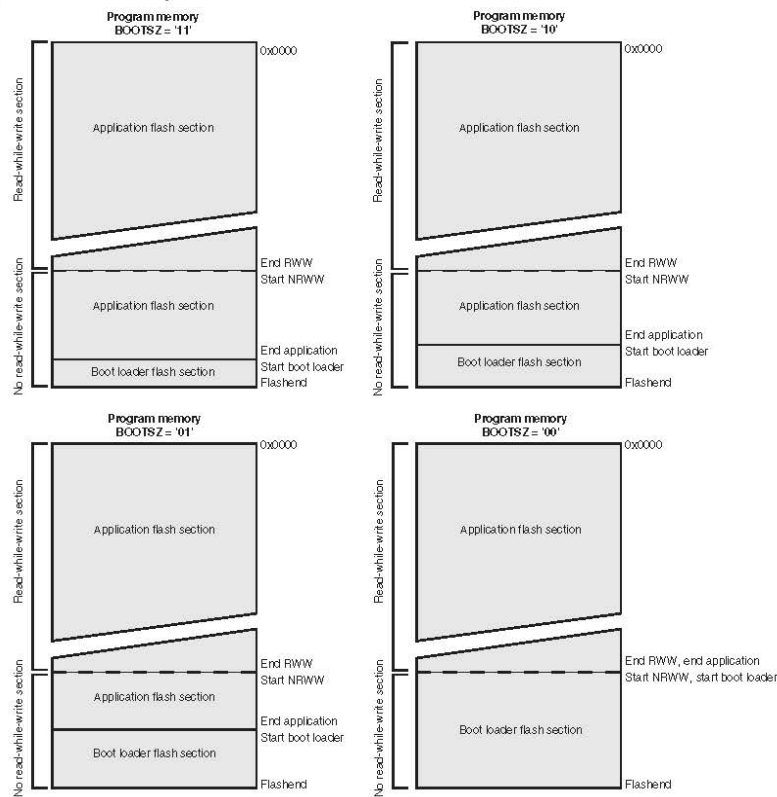 Program memory
BOOTSZ = '11'
0x0000
Read-while-write section
Application flash section
End RWW
Start NRWW
No read-while-write section
Application flash section
End application
Start boot loader
Boot loader flash section
Flashend
Program memory
BOOTSZ = '10'
0x0000
Read-while-write section
Application flash section
End RWW
Start NRWW
No read-while-write section
Application flash section
End application
Start boot loader
Boot loader flash section
Flashend
Program memory
BOOTSZ = '01'
0x0000
Read-while-write section
Application flash section
End RWW
Start NRWW
No read-while-write section
Application flash section
End application
Start boot loader
Boot loader flash section
Flashend
Program memory
BOOTSZ = '00'
0x0000
Read-while-write section
Application flash section
End RWW, end application
Start NRWW, start boot loader
No read-while-write section
Boot loader flash section
Flashend